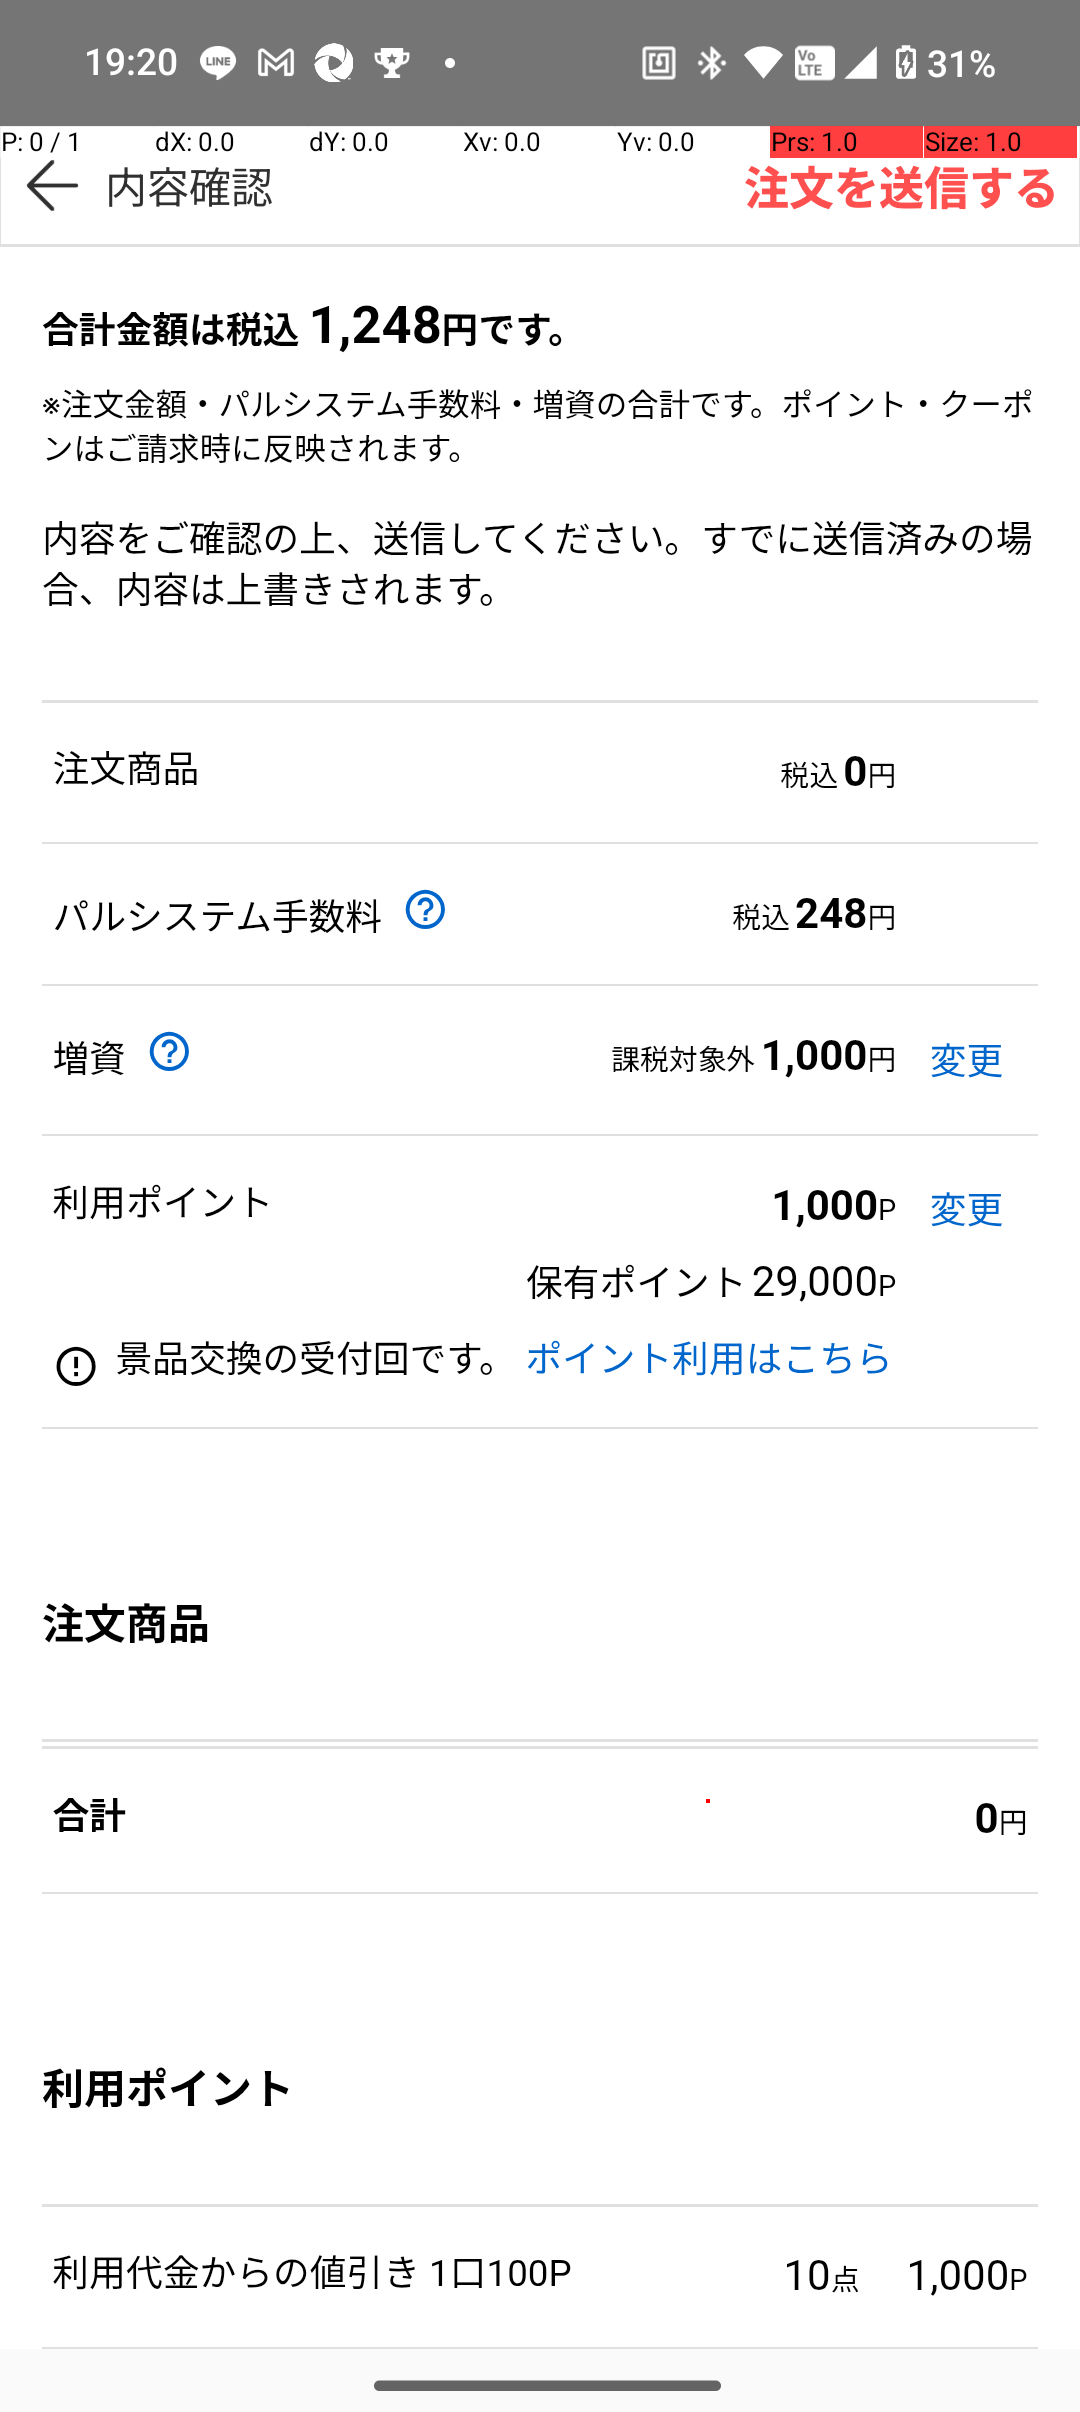 19:20 LINE Vo LTE 31%
P: 0 / 1 dX: 0.0 dY: 0.0 Xv: 0.0 Yv: 0.0 Prs: 1.0 Size: 1.0
内容確認 注文を送信する
合計金額は税込 1,248円です。
※注文金額・パルシステム手数料・増資の合計です。ポイント・クーポ
ンはご請求時に反映されます。
内容をご確認の上、送信してください。すでに送信済みの場
合、内容は上書きされます。
注文商品 税込 0円
パルシステム手数料 ? 税込 248円
増資 ? 課税対象外 1,000円 変更
利用ポイント 1,000P 変更
保有ポイント 29,000P
景品交換の受付回です。 ポイント利用はこちら
注文商品
合計 0円
利用ポイント
利用代金からの値引き 1口100P 10点 1,000P